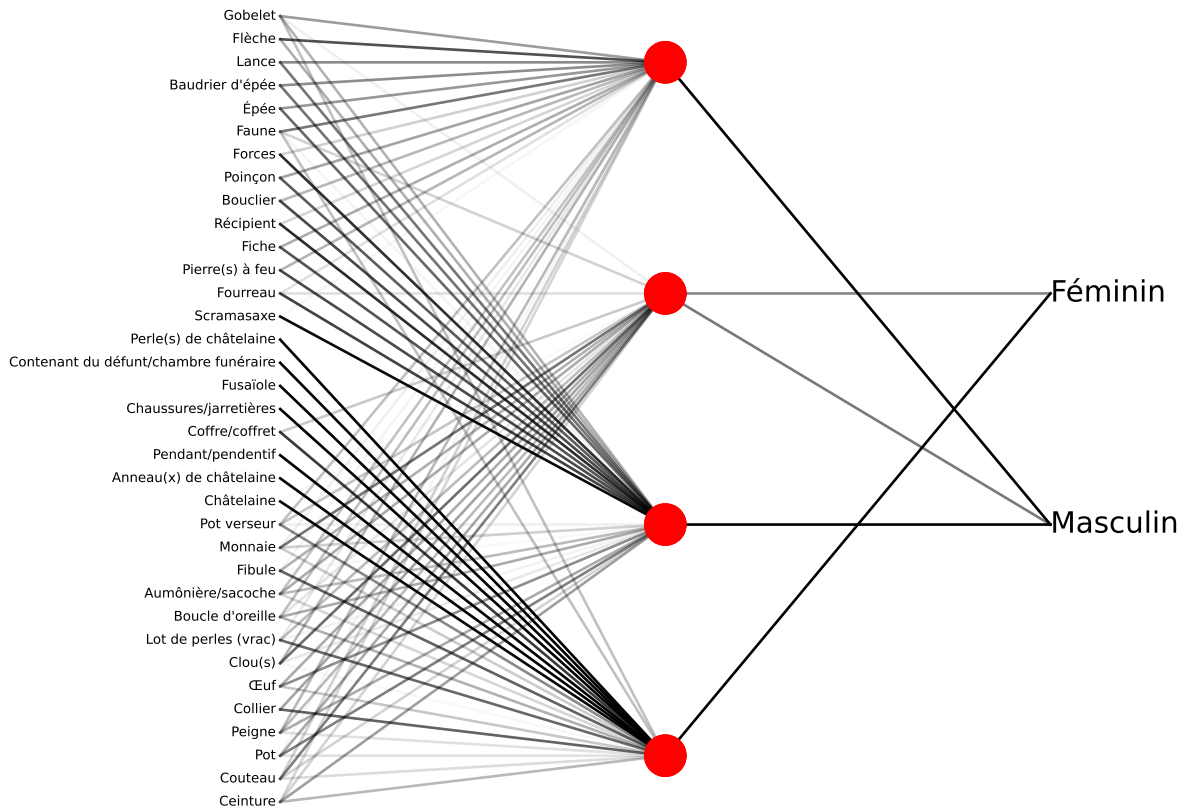 Gobelet
Flèche
Lance
Baudrier d'épée
Épée
Faune
Forces
Poinçon
Bouclier
Récipient
Fiche
Pierre(s) à feu
Fourreau
Scramasaxe
Perle(s) de châtelaine
Contenant du défunt/chambre funéraire
Fusaïole
Chaussures/jarretières
Coffre/coffret
Pendant/pendentif
Anneau(x) de châtelaine
Châtelaine
Pot verseur
Monnaie
Fibule
Aumônière/sacoche
Boucle d'oreille
Lot de perles (vrac)
Clou(s)
Œuf
Collier
Peigne
Pot
Couteau
Ceinture
Féminin
Masculin